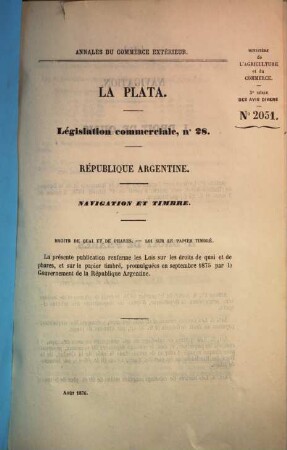 ANNALES DU COMMERCE EXTÉRIEUR.
MINISTÈRE
DE
L'AGRICULTURE
et du
COMMERCE.
3e SÉRIE
DES AVIS DIVERS
N° 2051.
LA PLATA.
Législation commerciale, n° 28.
RÉPUBLIQUE ARGENTINE.
NAVIGATION ET TIMBRE.
DROITS DE QUAI ET DE PHARES. — LOI SUR LE PAPIER TIMBRÉ.
La présente publication renferme les Lois sur les droits de quai et de
phares, et sur le papier timbré, promulguées en septembre 1875 par le
Gouvernement de la République Argentine.
Août 1876.